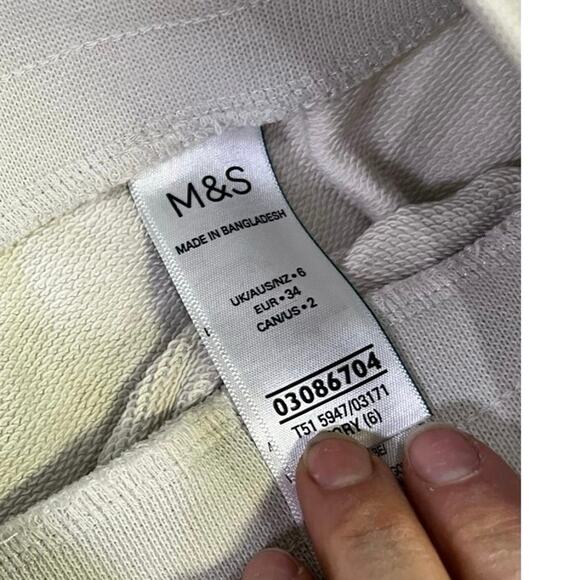 M&S
MADE IN BANGLADESH
UK/AUS/NZ•6
EUR•34
CAN/US•2
03086704
T51 5947/03171
(6)